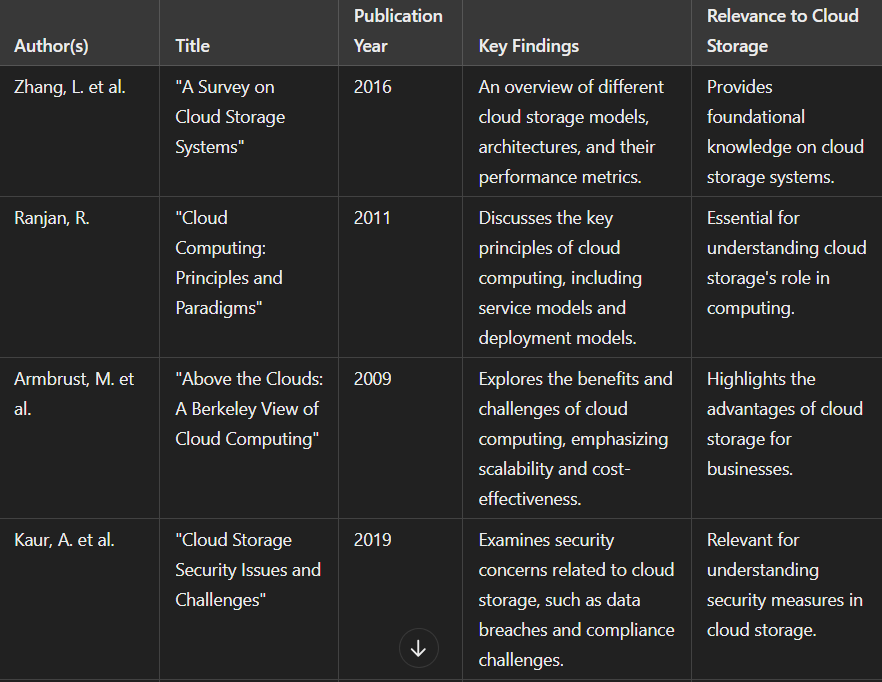 Author(s) Title Publication Year Key Findings Relevance to Cloud Storage
Zhang, L. et al.
"A Survey on
Cloud Storage
Systems"
2016
An overview of different
cloud storage models,
architectures, and their
performance metrics.
Provides
foundational
knowledge on cloud
storage systems.
Ranjan, R.
"Cloud
Computing:
Principles and
Paradigms"
2011
Discusses the key
principles of cloud
computing, including
service models and
deployment models.
Essential for
understanding cloud
storage's role in
computing.
Armbrust, M. et
al.
"Above the Clouds:
A Berkeley View of
Cloud Computing"
2009
Explores the benefits and
challenges of cloud
computing, emphasizing
scalability and cost-
effectiveness.
Highlights the
advantages of cloud
storage for
businesses.
Kaur, A. et al.
"Cloud Storage
Security Issues and
Challenges"
2019
Examines security
concerns related to cloud
storage, such as data
breaches and compliance
challenges.
Relevant for
understanding
security measures in
cloud storage.